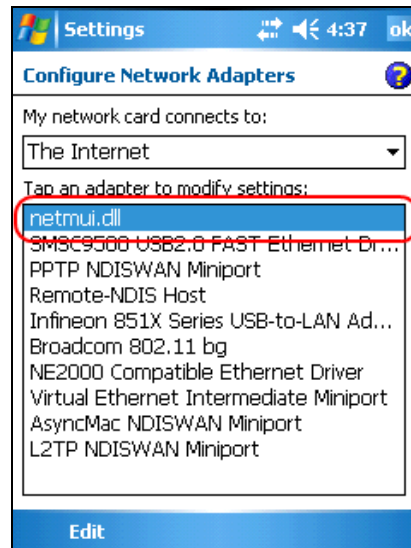 Settings 4:37 ok
Configure Network Adapters ?
My network card connects to:
The Internet
Tap an adapter to modify settings:
netmui.dll
SMSC9500 USB2.0 FAST Ethernet Dr...
PPTP NDISWAN Miniport
Remote-NDIS Host
Infineon 851X Series USB-to-LAN Ad...
Broadcom 802.11 bg
NE2000 Compatible Ethernet Driver
Virtual Ethernet Intermediate Miniport
AsyncMac NDISWAN Miniport
L2TP NDISWAN Miniport
Edit